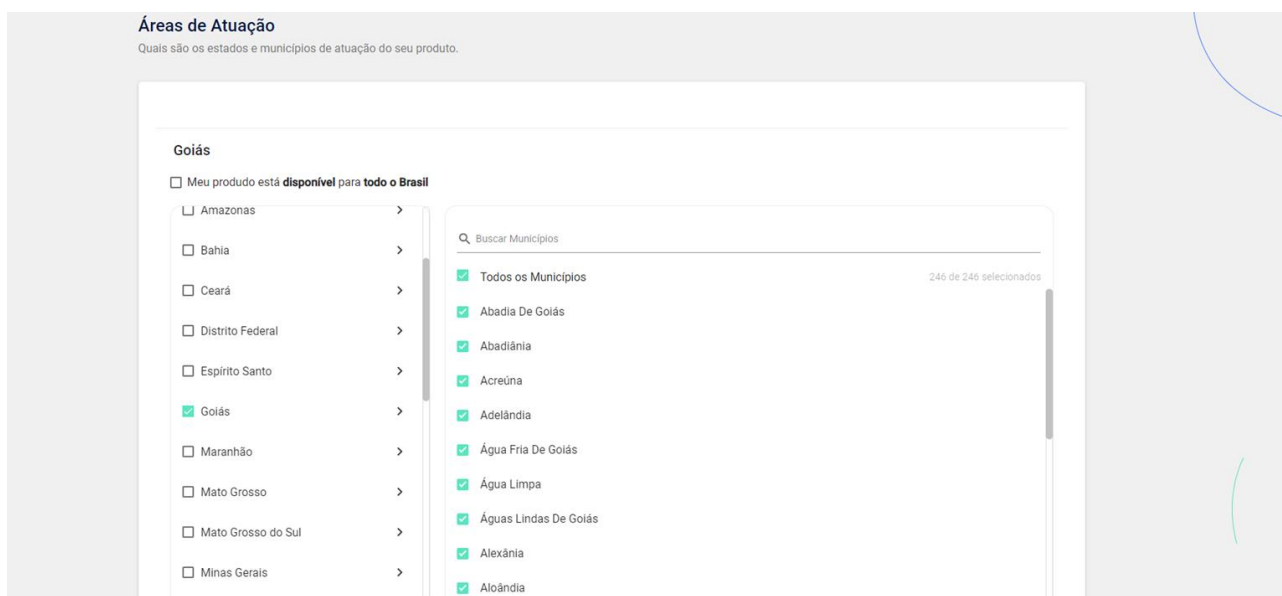 Áreas de Atuação
Quais são os estados e municípios de atuação do seu produto.
Goiás
Meu produdo está disponível para todo o Brasil
Amazonas
Bahia
Ceará
Distrito Federal
Espírito Santo
Goiás
Maranhão
Mato Grosso
Mato Grosso do Sul
Minas Gerais
Buscar Municípios
Todos os Municípios 246 de 246 selecionados
Abadia De Goiás
Abadiânia
Acreúna
Adelândia
Água Fria De Goiás
Água Limpa
Águas Lindas De Goiás
Alexânia
Aloândia